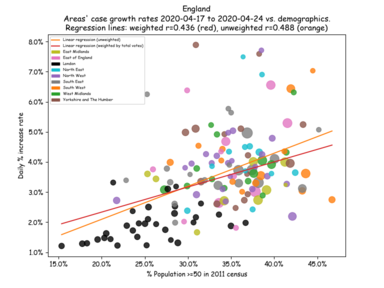 England
Areas' case growth rates 2020-04-17 to 2020-04-24 vs. demographics.
Regression lines: weighted r=0.436 (red), unweighted r=0.488 (orange)
8.0%
7.0%
6.0%
5.0%
4.0%
3.0%
2.0%
1.0%
Daily % increase rate
Linear regression (unweighted)
Linear regression (weighted by total votes)
East Midlands
East of England
London
North East
North West
South East
South West
West Midlands
Yorkshire and The Humber
15.0%
20.0%
25.0%
30.0%
35.0%
40.0%
45.0%
% Population >=50 in 2011 census